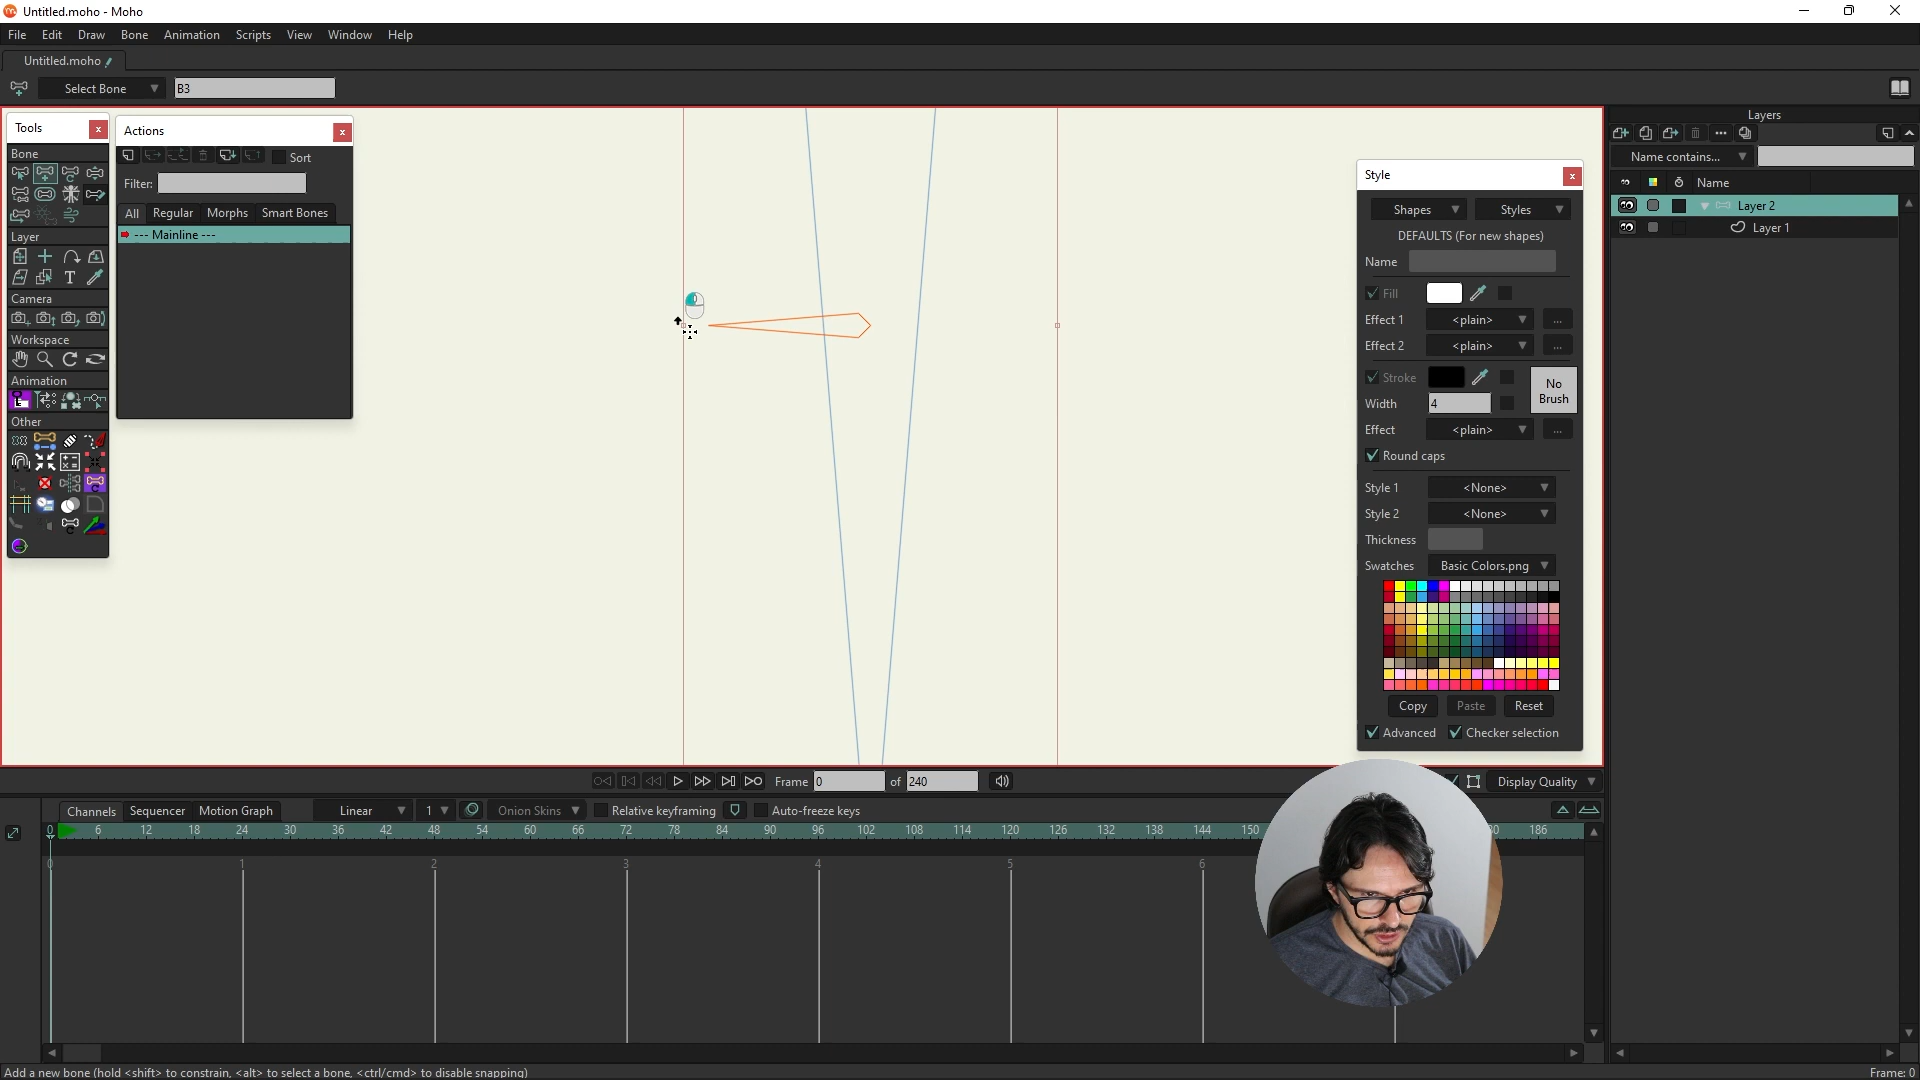 Untitled.moho - Moho
File Edit Draw Bone Animation Scripts View Window Help
Untitled.moho
Select Bone B3
Tools
Bone
Layer
Camera
Workspace
Animation
Other
Actions
Sort
Filter:
All Regular Morphs Smart Bones
--- Mainline ---
Style
Shapes Styles
DEFAULTS (For new shapes)
Name
Fill
Effect 1 <plain> ...
Effect 2 <plain> ...
Stroke
No
Brush
Width 4
Effect <plain> ...
Round caps
Style 1 <None>
Style 2 <None>
Thickness
Swatches Basic Colors.png
Copy Paste Reset
Advanced Checker selection
Layers
Name contains...
Name
Layer 2
Layer 1
Frame 0 of 240
Display Quality
Channels Sequencer Motion Graph Linear 1 Onion Skins Relative keyframing Auto-freeze keys
0 6 12 18 24 30 36 42 48 54 60 66 72 78 84 90 96 102 108 114 120 126 132 138 144 150 186
0 1 2 3 4 5 6
Add a new bone (hold <shift> to constrain, <alt> to select a bone, <ctrl/cmd> to disable snapping)
Frame: 0